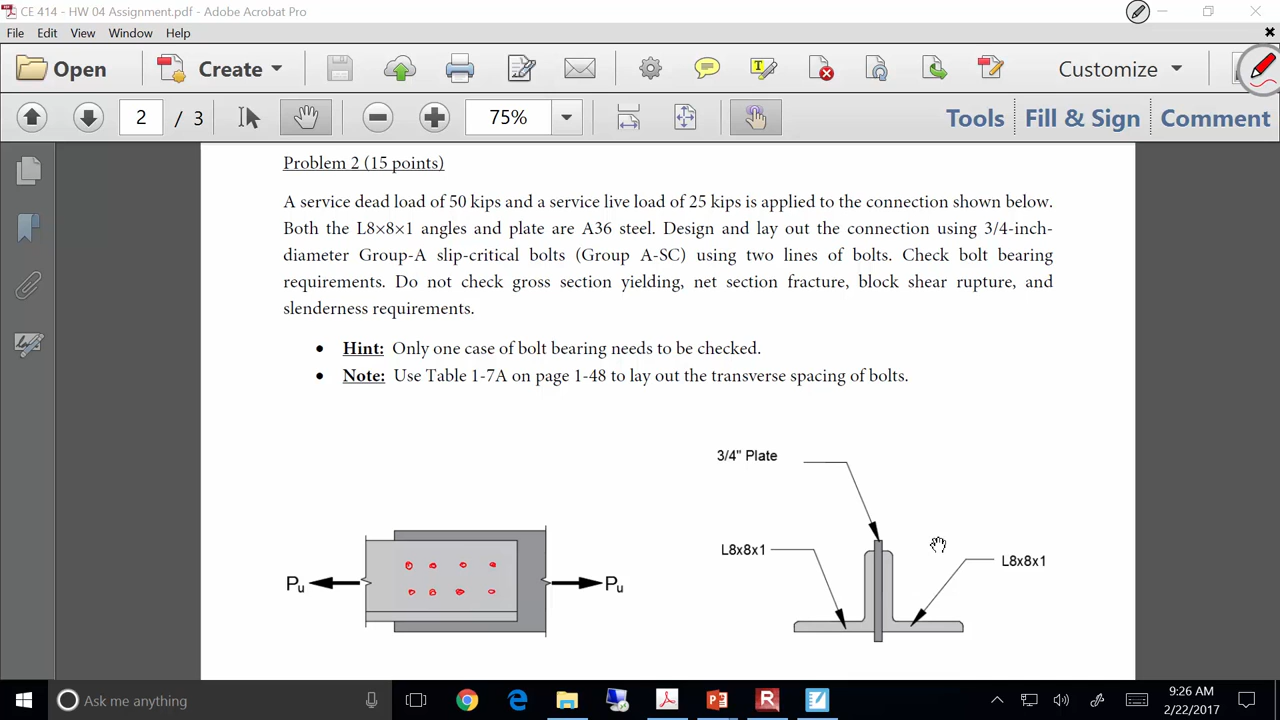 CE 414 - HW 04 Assignment.pdf - Adobe Acrobat Pro
File Edit View Window Help
Open Create Customize
2 / 3 75% Tools Fill & Sign Comment
Problem 2 (15 points)
A service dead load of 50 kips and a service live load of 25 kips is applied to the connection shown below.
Both the L8×8×1 angles and plate are A36 steel. Design and lay out the connection using 3/4-inch-
diameter Group-A slip-critical bolts (Group A-SC) using two lines of bolts. Check bolt bearing
requirements. Do not check gross section yielding, net section fracture, block shear rupture, and
slenderness requirements.
• Hint: Only one case of bolt bearing needs to be checked.
• Note: Use Table 1-7A on page 1-48 to lay out the transverse spacing of bolts.
3/4" Plate
L8x8x1
L8x8x1
Pu
Pu
Ask me anything
9:26 AM
2/22/2017